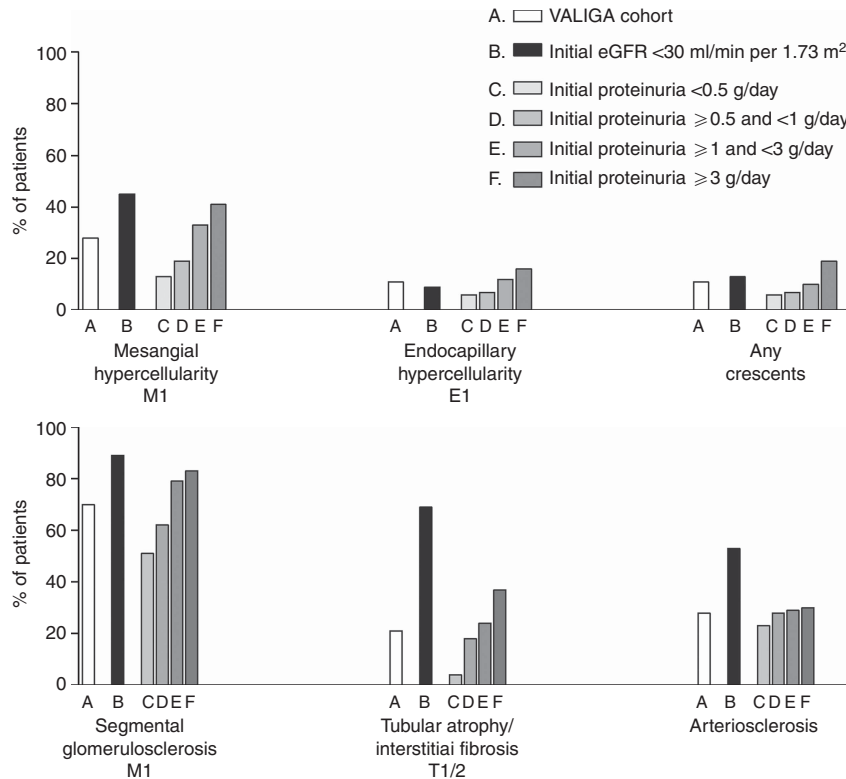 A. VALIGA cohort
B. Initial eGFR <30 ml/min per 1.73 m²
C. Initial proteinuria <0.5 g/day
D. Initial proteinuria ⩾0.5 and <1 g/day
E. Initial proteinuria ⩾1 and <3 g/day
F. Initial proteinuria ⩾3 g/day
% of patients
100
80
60
40
20
0
A B C D E F
Mesangial
hypercellularity
M1
A B C D E F
Endocapillary
hypercellularity
E1
A B C D E F
Any
crescents
% of patients
100
80
60
40
20
0
A B C D E F
Segmental
glomerulosclerosis
M1
A B C D E F
Tubular atrophy/
interstitiai fibrosis
T1/2
A B C D E F
Arteriosclerosis